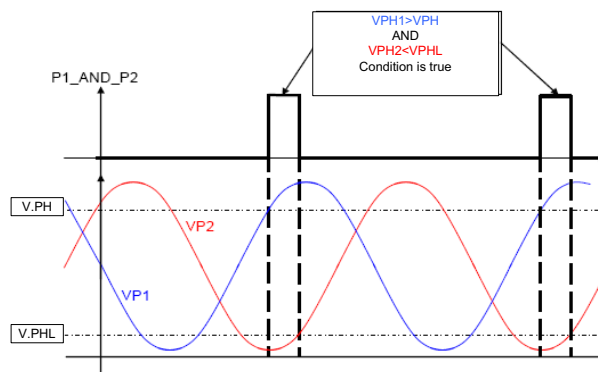 VPH1>VPH
AND
VPH2<VPHL
Condition is true
P1_AND_P2
V.PH
VP2
VP1
V.PHL